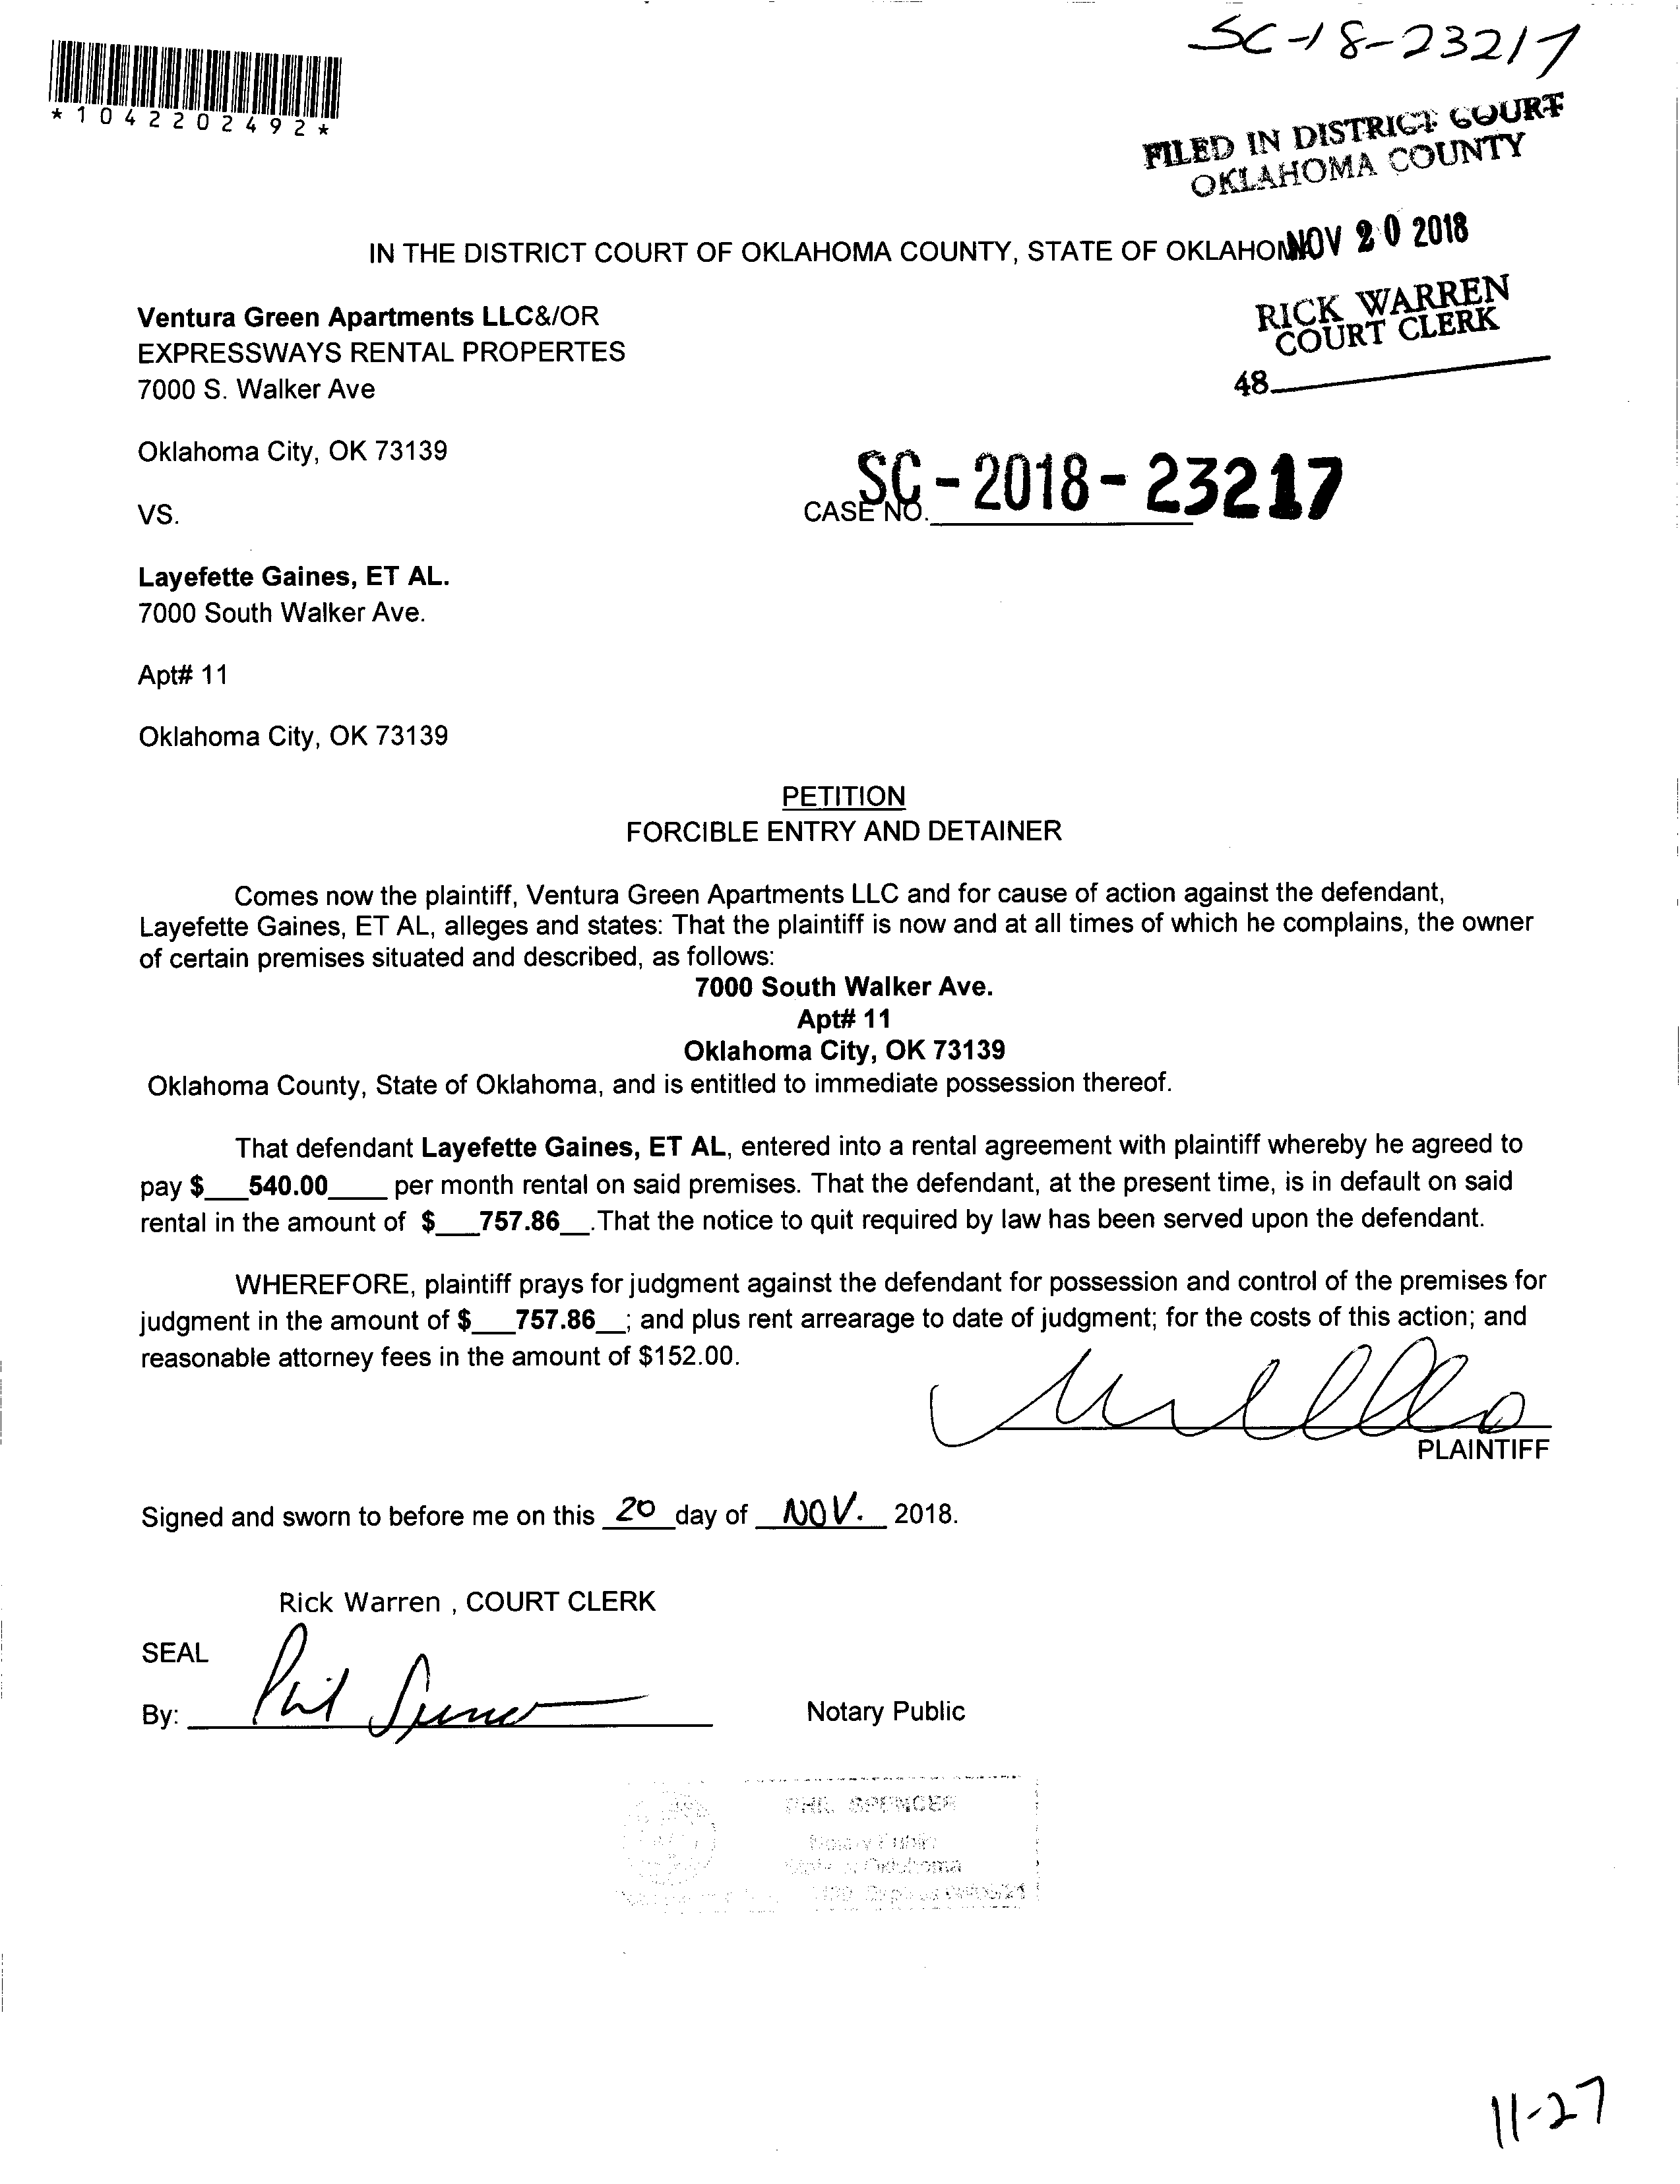 SC-18-23217
*1042202492*
FILED IN DISTRICT COURT
OKLAHOMA COUNTY
NOV 20 2018
IN THE DISTRICT COURT OF OKLAHOMA COUNTY, STATE OF OKLAHOM
RICK WARREN
COURT CLERK
48
Ventura Green Apartments LLC&/OR
EXPRESSWAYS RENTAL PROPERTES
7000 S. Walker Ave
Oklahoma City, OK 73139
CASE NO. SC-2018-23217
VS.
Layefette Gaines, ET AL.
7000 South Walker Ave.
Apt# 11
Oklahoma City, OK 73139
PETITION
FORCIBLE ENTRY AND DETAINER
Comes now the plaintiff, Ventura Green Apartments LLC and for cause of action against the defendant,
Layefette Gaines, ET AL, alleges and states: That the plaintiff is now and at all times of which he complains, the owner
of certain premises situated and described, as follows:
7000 South Walker Ave.
Apt# 11
Oklahoma City, OK 73139
Oklahoma County, State of Oklahoma, and is entitled to immediate possession thereof.
That defendant Layefette Gaines, ET AL, entered into a rental agreement with plaintiff whereby he agreed to
pay $___540.00____ per month rental on said premises. That the defendant, at the present time, is in default on said
rental in the amount of $___757.86__.That the notice to quit required by law has been served upon the defendant.
WHEREFORE, plaintiff prays for judgment against the defendant for possession and control of the premises for
judgment in the amount of $___757.86__; and plus rent arrearage to date of judgment; for the costs of this action; and
reasonable attorney fees in the amount of $152.00.
PLAINTIFF
Signed and sworn to before me on this 20 day of NOV. 2018.
Rick Warren , COURT CLERK
SEAL
By: Phil Spencer
Notary Public
PHIL SPENCER
Notary Public
State of Oklahoma
11-27